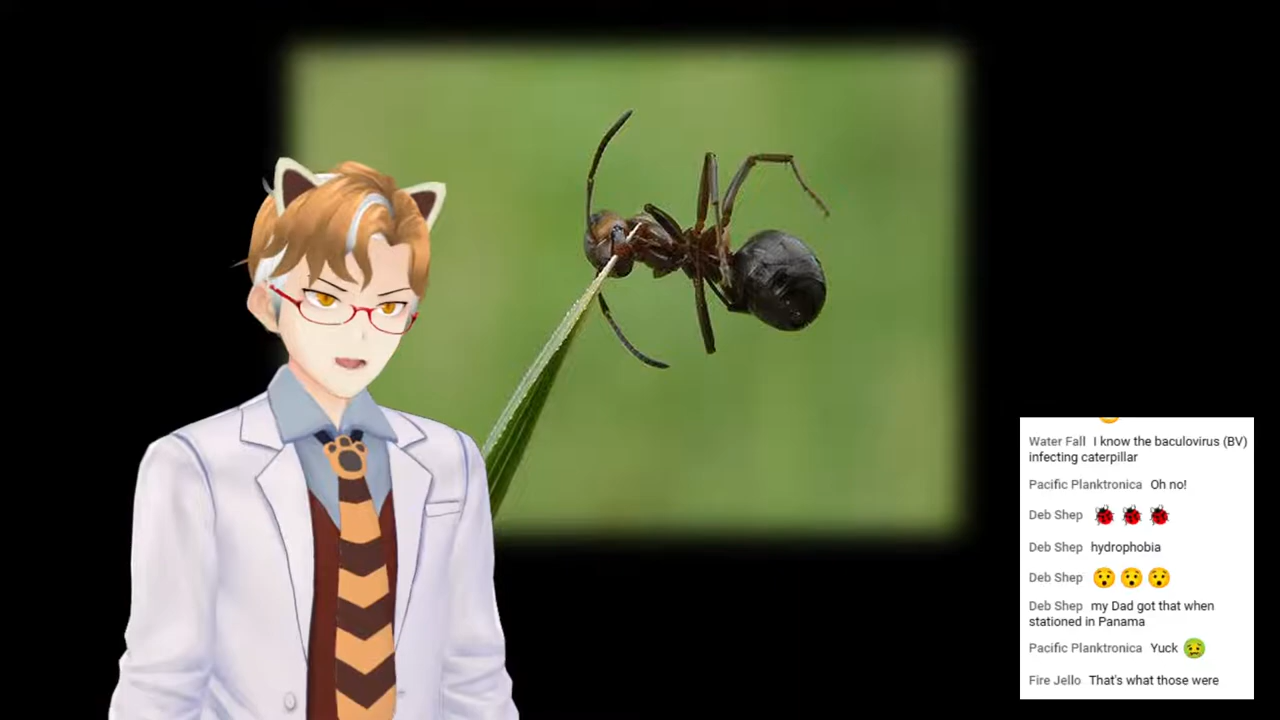 Water Fall I know the baculovirus (BV)
infecting caterpillar
Pacific Planktronica Oh no!
Deb Shep 🐞 🐞 🐞
Deb Shep hydrophobia
Deb Shep 😯 😯 😯
Deb Shep my Dad got that when
stationed in Panama
Pacific Planktronica Yuck 🤢
Fire Jello That's what those were